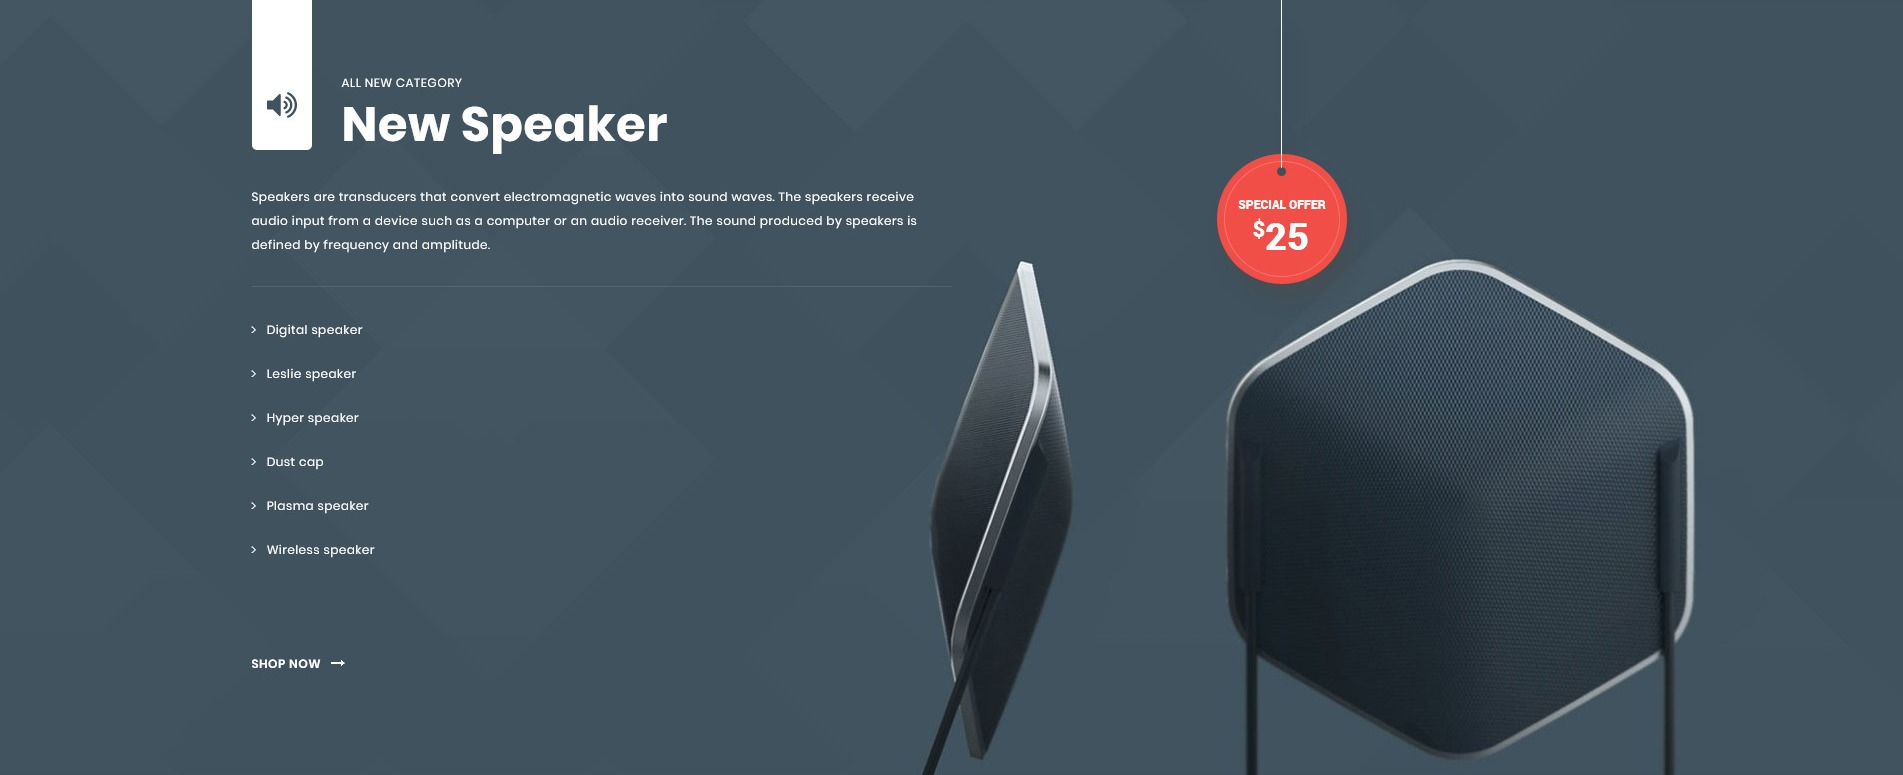 ALL NEW CATEGORY
New Speaker
Speakers are transducers that convert electromagnetic waves into sound waves. The speakers receive
audio input from a device such as a computer or an audio receiver. The sound produced by speakers is
defined by frequency and amplitude.
Digital speaker
Leslie speaker
Hyper speaker
Dust cap
Plasma speaker
Wireless speaker
SHOP NOW
SPECIAL OFFER
$25